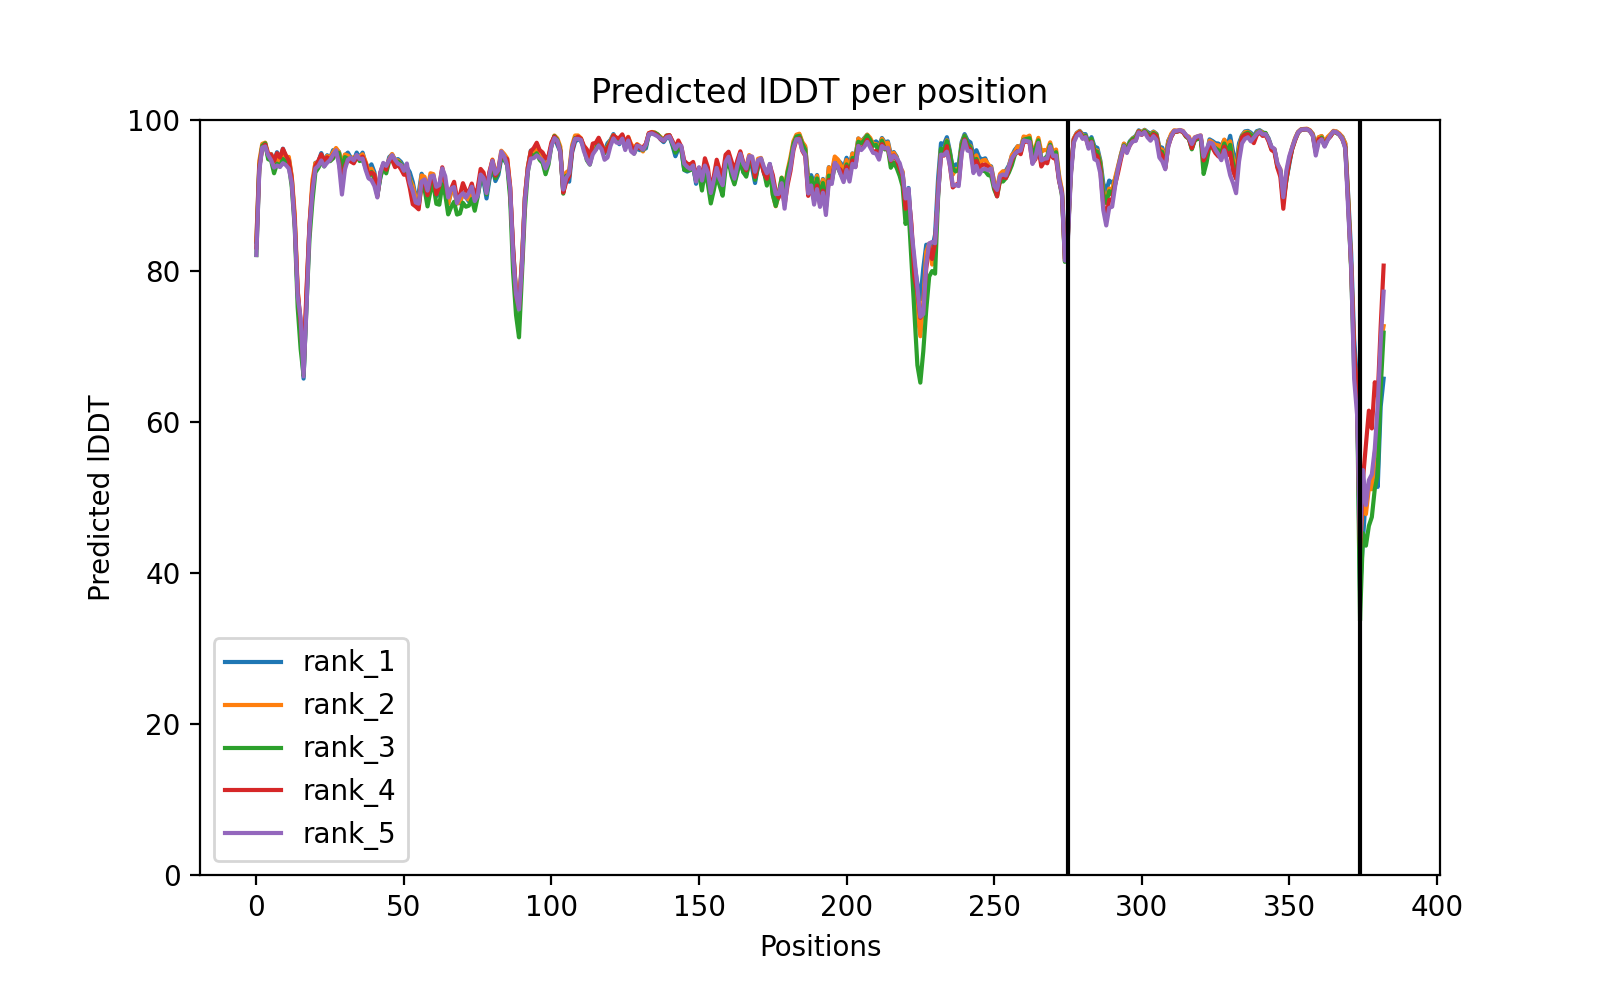 Predicted lDDT per position
100
80
60
40
20
0
Predicted lDDT
rank_1
rank_2
rank_3
rank_4
rank_5
0 50 100 150 200 250 300 350 400
Positions